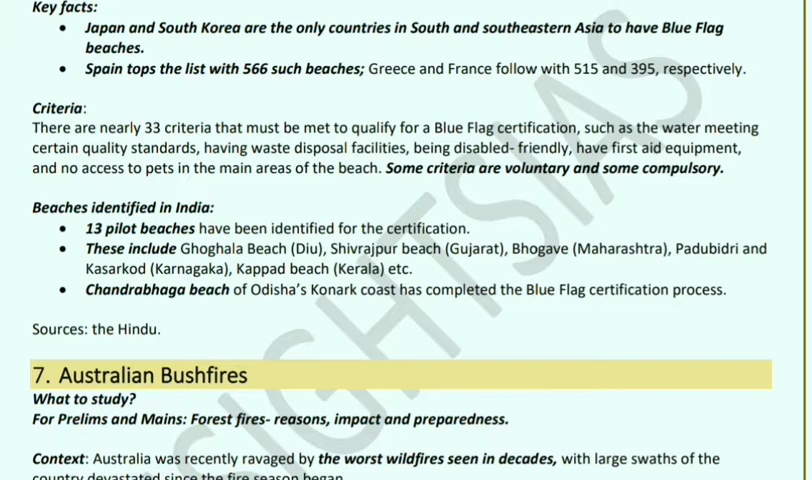 Key facts:
• Japan and South Korea are the only countries in South and southeastern Asia to have Blue Flag
beaches.
• Spain tops the list with 566 such beaches; Greece and France follow with 515 and 395, respectively.
Criteria:
There are nearly 33 criteria that must be met to qualify for a Blue Flag certification, such as the water meeting
certain quality standards, having waste disposal facilities, being disabled- friendly, have first aid equipment,
and no access to pets in the main areas of the beach. Some criteria are voluntary and some compulsory.
Beaches identified in India:
• 13 pilot beaches have been identified for the certification.
• These include Ghoghala Beach (Diu), Shivrajpur beach (Gujarat), Bhogave (Maharashtra), Padubidri and
Kasarkod (Karnagaka), Kappad beach (Kerala) etc.
• Chandrabhaga beach of Odisha's Konark coast has completed the Blue Flag certification process.
Sources: the Hindu.
7. Australian Bushfires
What to study?
For Prelims and Mains: Forest fires- reasons, impact and preparedness.
Context: Australia was recently ravaged by the worst wildfires seen in decades, with large swaths of the
country devastated since the fire season began
SIGHTSIAS